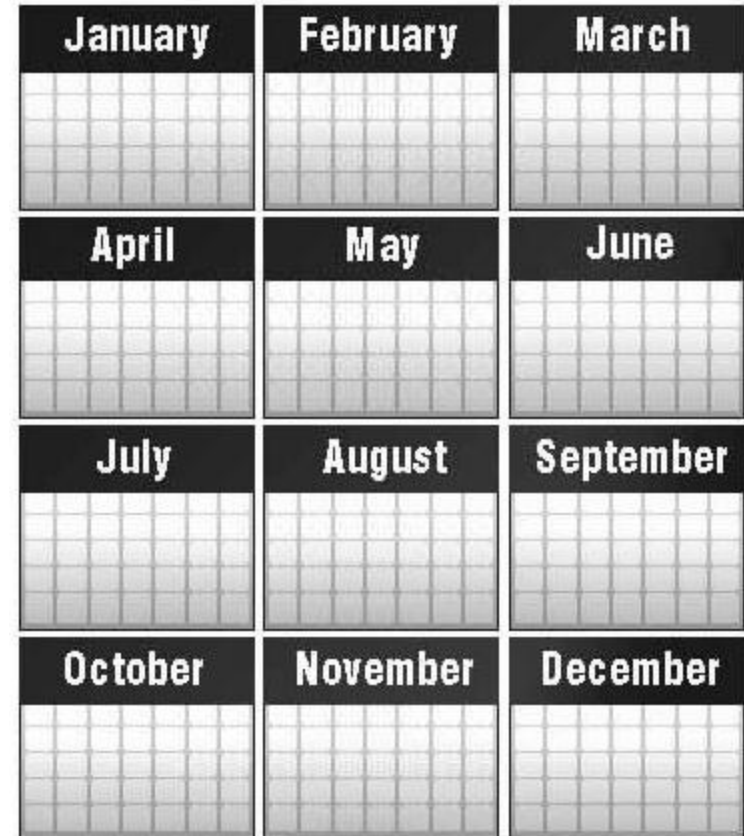 January February March
April May June
July August September
October November December